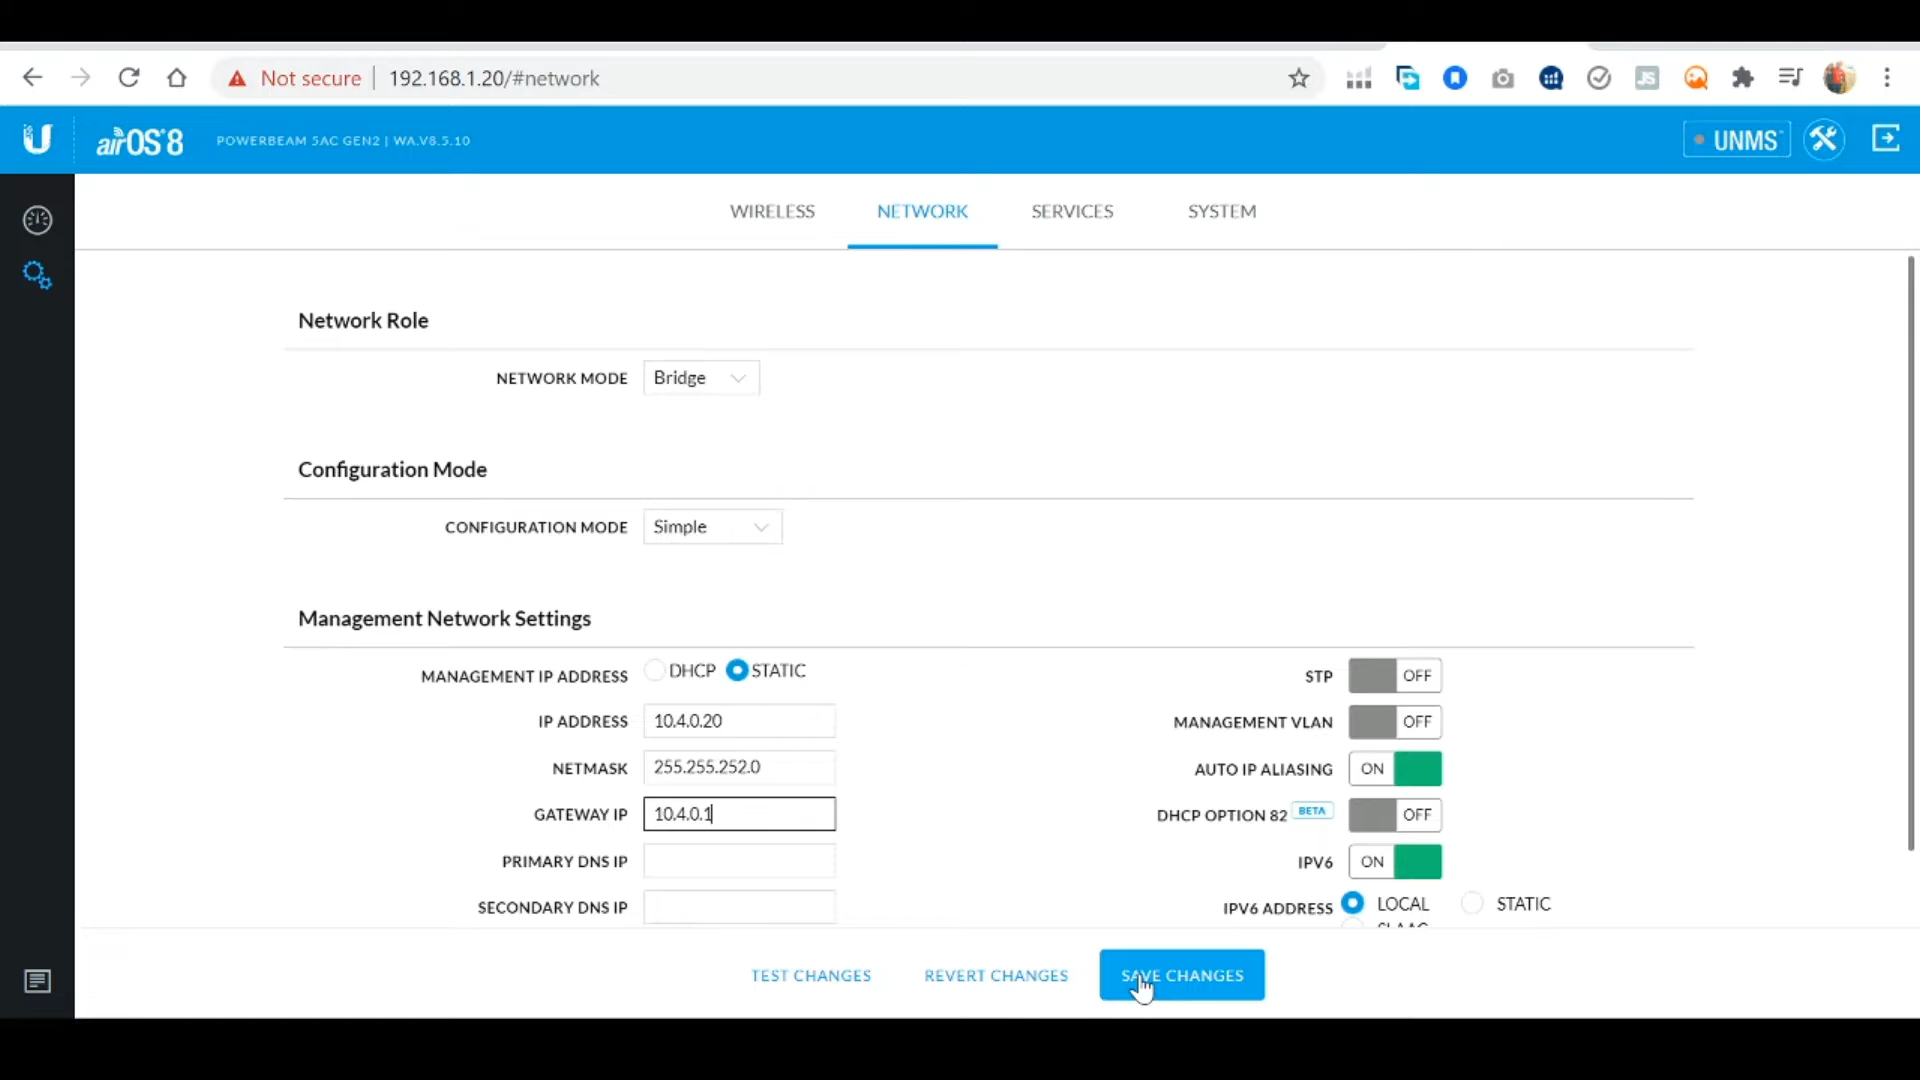 Not secure 192.168.1.20/#network
JS
airOS 8 POWERBEAM 5AC GEN2 | WA.V8.5.10 UNMS
WIRELESS NETWORK SERVICES SYSTEM
Network Role
NETWORK MODE Bridge
Configuration Mode
CONFIGURATION MODE Simple
Management Network Settings
MANAGEMENT IP ADDRESS DHCP STATIC STP OFF
IP ADDRESS 10.4.0.20 MANAGEMENT VLAN OFF
NETMASK 255.255.252.0 AUTO IP ALIASING ON
GATEWAY IP 10.4.0.1 DHCP OPTION 82 BETA OFF
PRIMARY DNS IP IPV6 ON
SECONDARY DNS IP IPV6 ADDRESS LOCAL STATIC
SLAAC
TEST CHANGES REVERT CHANGES SAVE CHANGES